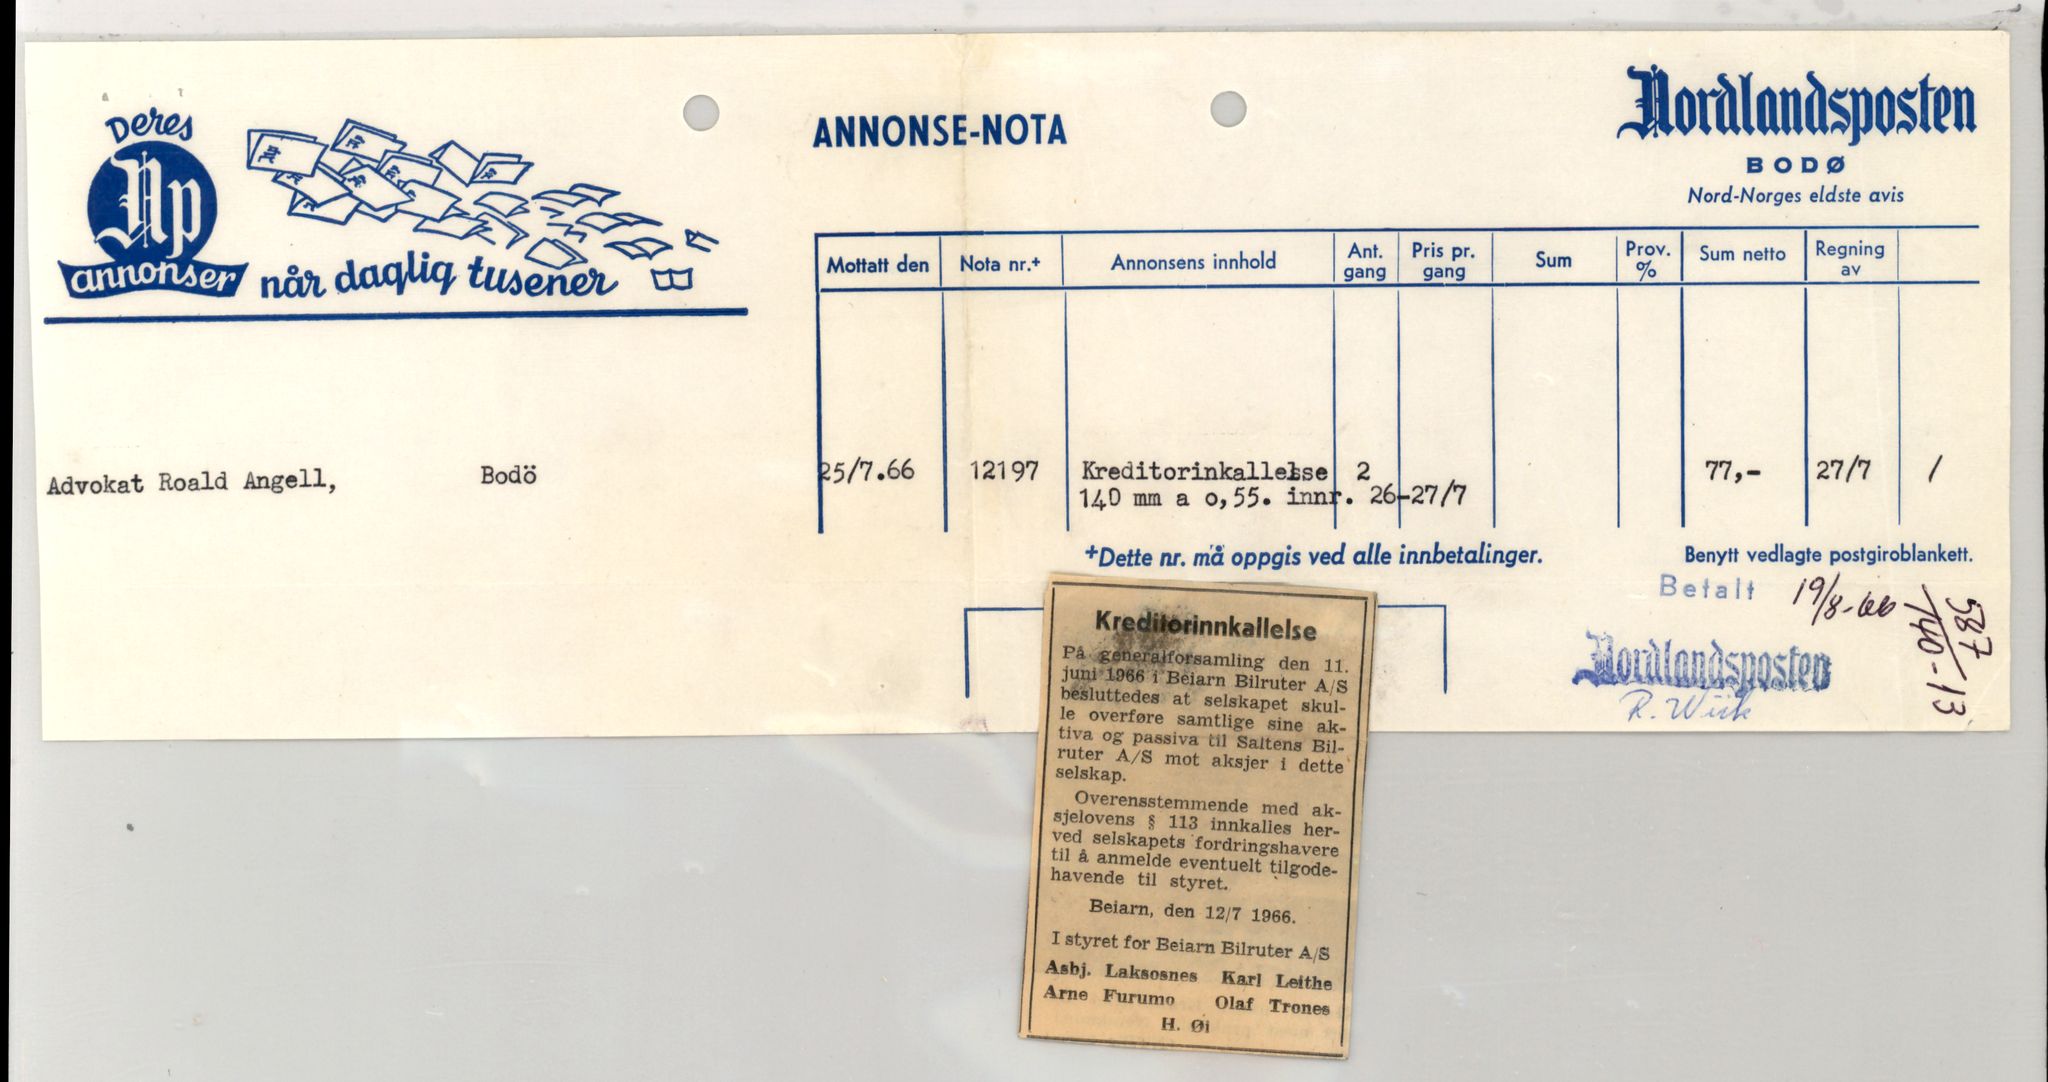 Deres
Np
annonser
når daglig tusener
ANNONSE-NOTA
Nordlandsposten
BODØ
Nord-Norges eldste avis
Mottatt den
Nota nr.+
Annonsens innhold
Ant. gang
Pris pr. gang
Sum
Prov. %
Sum netto
Regning av
Advokat Roald Angell, Bodö
25/7.66 12197 Kreditorinkallelse 2 77,- 27/7 /
140 mm a o,55. innr. 26-27/7
+Dette nr. må oppgis ved alle innbetalinger.
Benytt vedlagte postgiroblankett.
Betalt 19/8-66
Nordlandsposten
R. Wiik
587
740-13
Kreditorinnkallelse
På generalforsamling den 11.
juni 1966 i Beiarn Bilruter A/S
besluttedes at selskapet skul-
le overføre samtlige sine ak-
tiva og passiva til Saltens Bil-
ruter A/S mot aksjer i dette
selskap.
Overensstemmende med ak-
sjelovens § 113 innkalles her-
ved selskapets fordringshavere
til å anmelde eventuelt tilgode-
havende til styret.
Beiarn, den 12/7 1966.
I styret for Beiarn Bilruter A/S
Asbj. Laksosnes Karl Leithe
Arne Furumo Olaf Trones
H. Øi